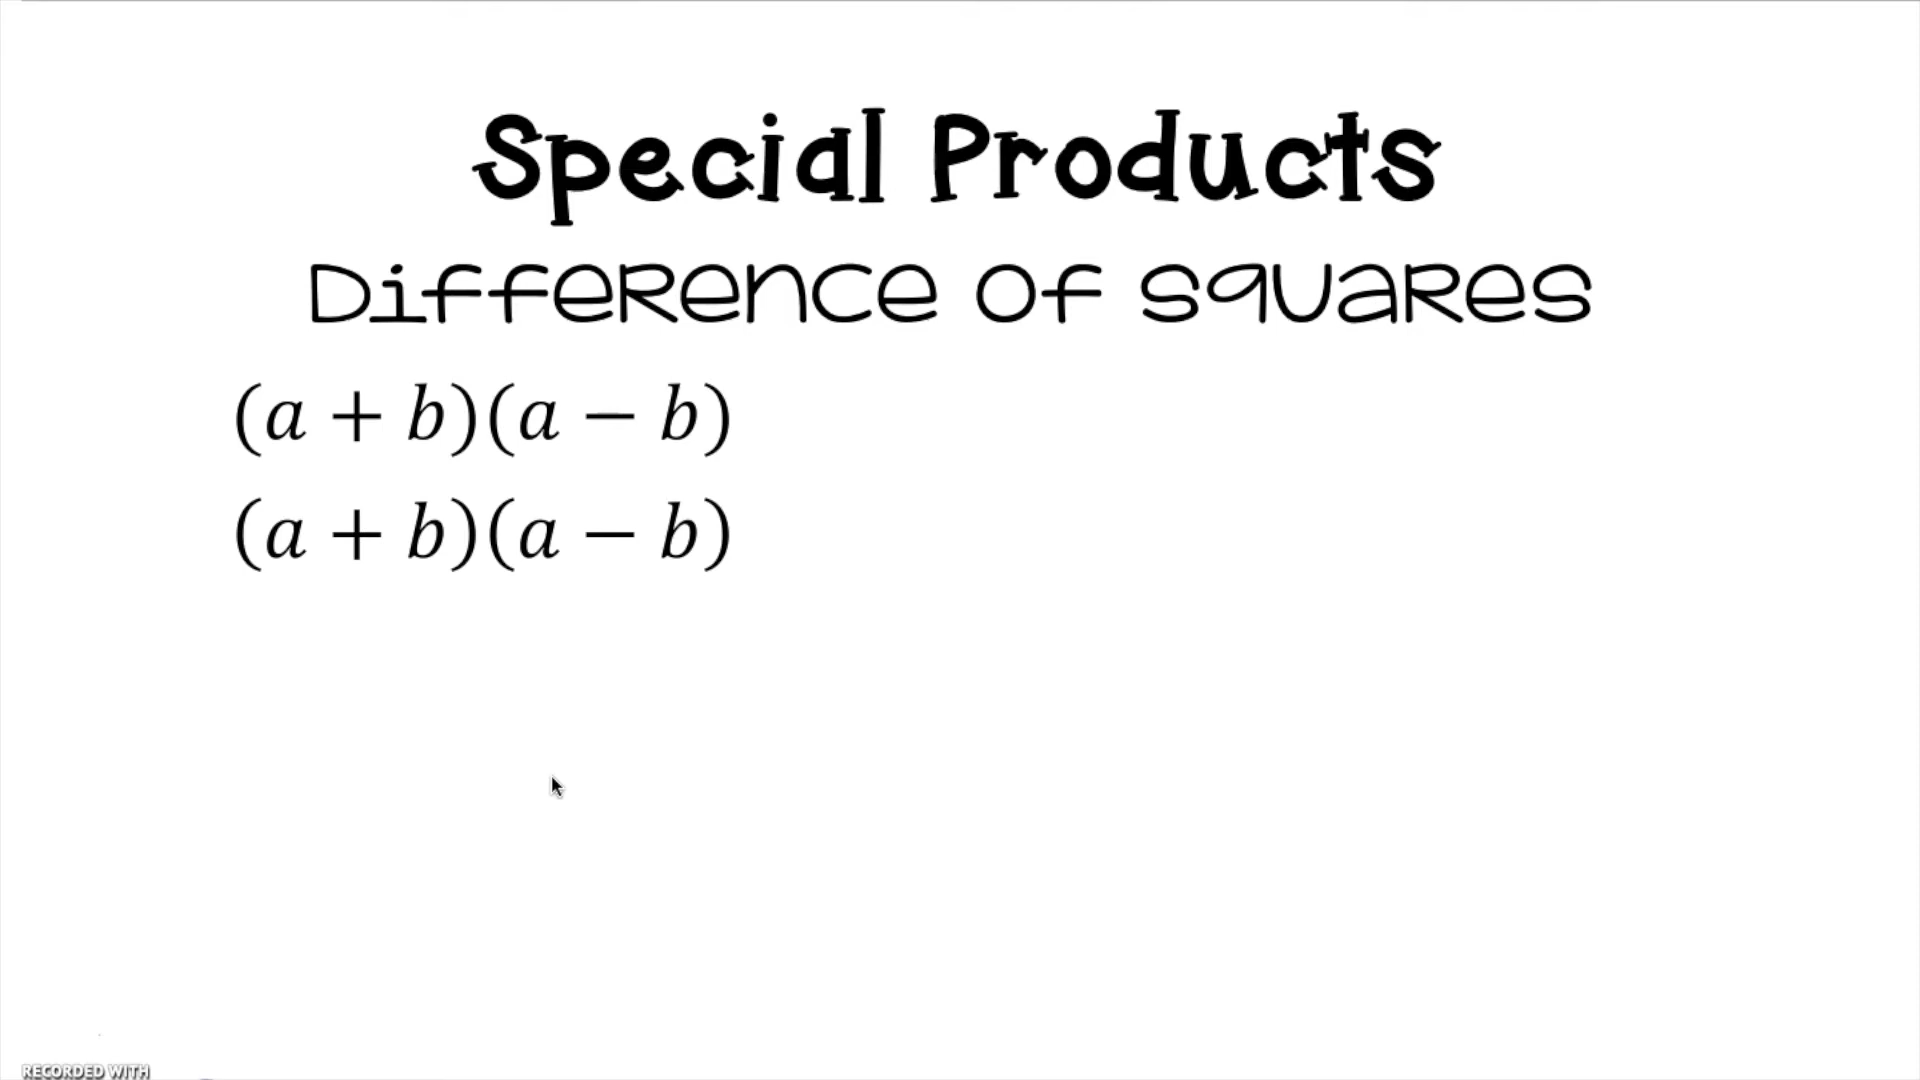 Special Products
Difference of Squares
(a + b)(a − b)
(a + b)(a − b)
RECORDED WITH